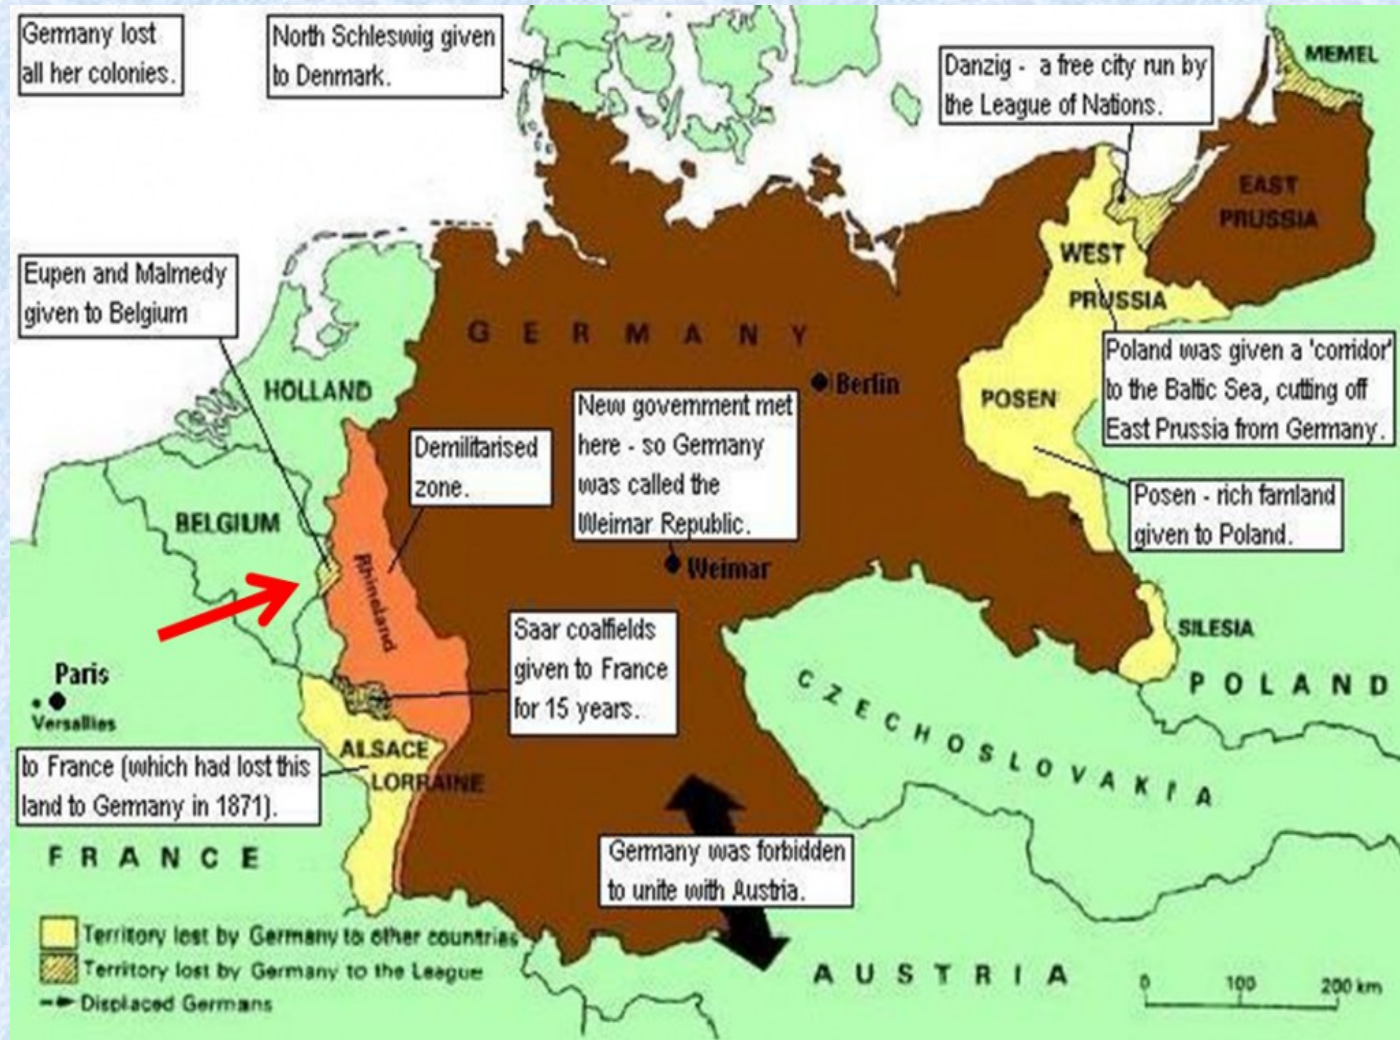 Germany lost
all her colonies.
North Schleswig given
to Denmark.
Danzig - a free city run by
the League of Nations.
MEMEL
EAST
PRUSSIA
Eupen and Malmedy
given to Belgium
WEST
PRUSSIA
GERMANY
Berlin
HOLLAND
Poland was given a 'corridor'
to the Baltic Sea, cutting off
East Prussia from Germany.
POSEN
New government met
here - so Germany
was called the
Weimar Republic.
Demilitarised
zone.
Posen - rich famland
given to Poland.
BELGIUM
Rhineland
Weimar
Saar coalfields
given to France
for 15 years.
SILESIA
POLAND
Paris
Versallies
CZECHOSLOVAKIA
ALSACE
LORRAINE
to France (which had lost this
land to Germany in 1871).
FRANCE
Germany was forbidden
to unite with Austria.
Territory lost by Germany to other countries
Territory lost by Germany to the League
Displaced Germans
AUSTRIA
0 100 200 km